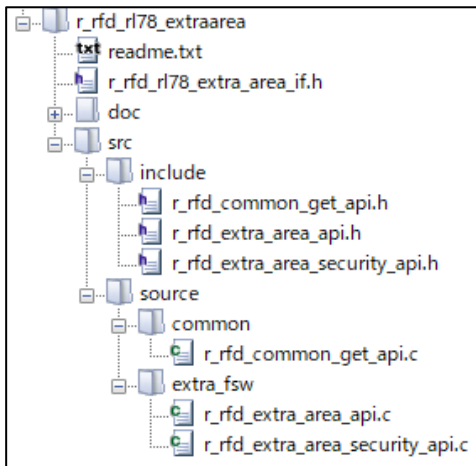 r_rfd_rl78_extraarea
txt readme.txt
h r_rfd_rl78_extra_area_if.h
doc
src
include
h r_rfd_common_get_api.h
h r_rfd_extra_area_api.h
h r_rfd_extra_area_security_api.h
source
common
c r_rfd_common_get_api.c
extra_fsw
c r_rfd_extra_area_api.c
c r_rfd_extra_area_security_api.c